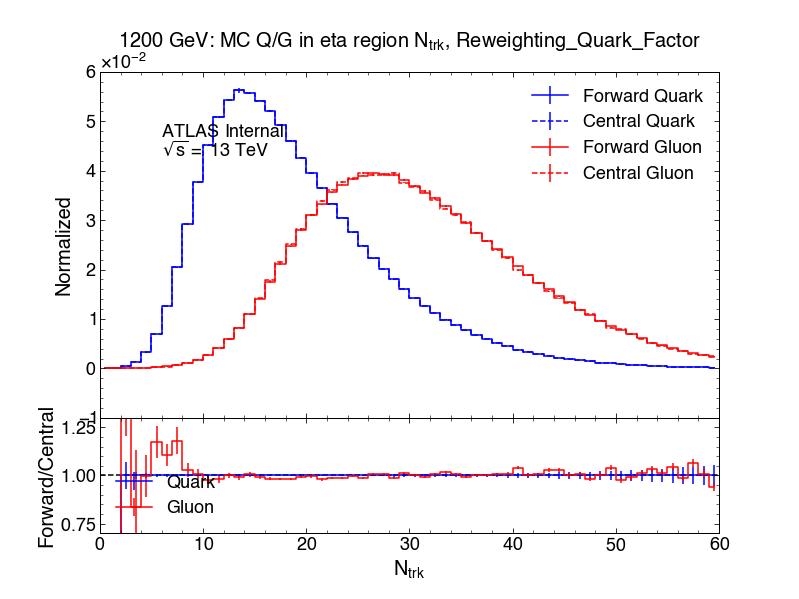 1200 GeV: MC Q/G in eta region N_trk, Reweighting_Quark_Factor
×10⁻²
6
5
4
3
2
1
0
−1
Normalized
ATLAS Internal
√s = 13 TeV
Forward Quark
Central Quark
Forward Gluon
Central Gluon
1.25
1.00
0.75
Forward/Central
Quark
Gluon
0 10 20 30 40 50 60
N_trk